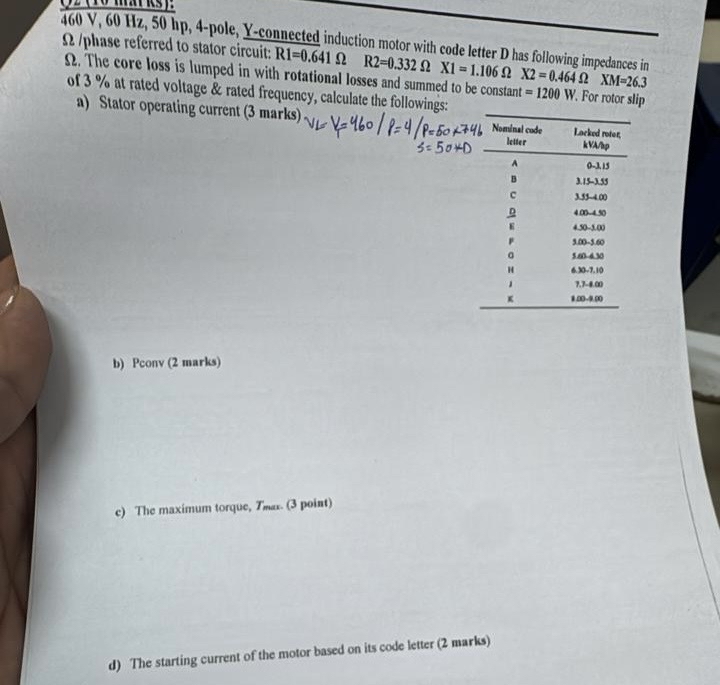 460 V, 60 Hz, 50 hp, 4-pole, Y-connected induction motor with code letter D has following impedances in
Ω /phase referred to stator circuit: R1=0.641 Ω R2=0.332 Ω X1 = 1.106 Ω X2 = 0.464 Ω XM=26.3
Ω. The core loss is lumped in with rotational losses and summed to be constant = 1200 W. For rotor slip
of 3 % at rated voltage & rated frequency, calculate the followings:
a) Stator operating current (3 marks)
VL= V=460 / P=4 / P=50×746
S=50*D
Nominal code
letter
Locked rotor,
kVA/hp
A 0-3.15
B 3.15-3.55
C 3.55-4.00
D 4.00-4.50
E 4.50-5.00
F 5.00-5.60
G 5.60-6.30
H 6.30-7.10
J 7.7-8.00
K 8.00-9.00
b) Pconv (2 marks)
c) The maximum torque, Tmax. (3 point)
d) The starting current of the motor based on its code letter (2 marks)